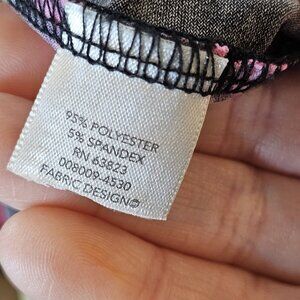 95% POLYESTER
5% SPANDEX
RN 63823
008009-4530
FABRIC DESIGN©